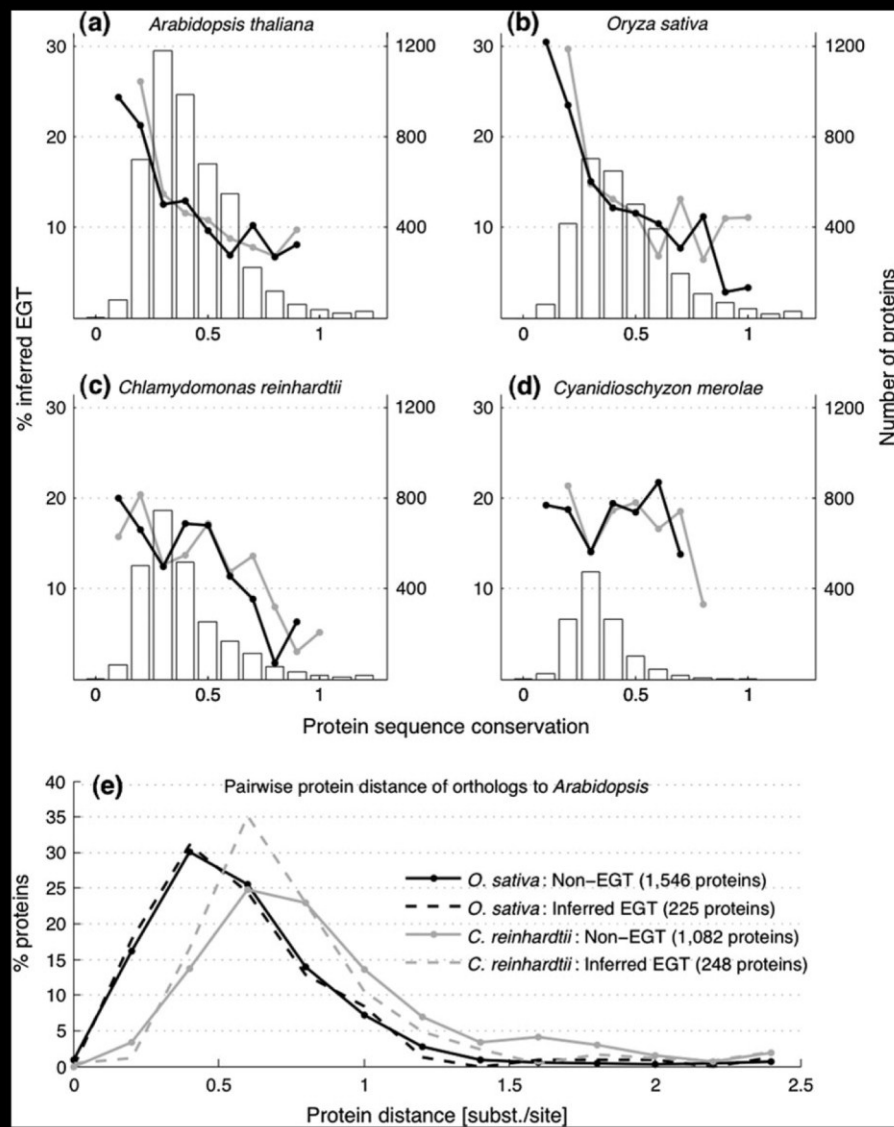 (a) Arabidopsis thaliana
(b) Oryza sativa
30
20
10
0 0.5 1
1200
800
400
30
20
10
0 0.5 1
1200
800
400
% inferred EGT
Number of proteins
(c) Chlamydomonas reinhardtii
(d) Cyanidioschyzon merolae
30
20
10
0 0.5 1
1200
800
400
30
20
10
0 0.5 1
1200
800
400
Protein sequence conservation
(e) Pairwise protein distance of orthologs to Arabidopsis
40
35
30
25
20
15
10
5
0
% proteins
O. sativa: Non-EGT (1,546 proteins)
O. sativa: Inferred EGT (225 proteins)
C. reinhardtii: Non-EGT (1,082 proteins)
C. reinhardtii: Inferred EGT (248 proteins)
0 0.5 1 1.5 2 2.5
Protein distance [subst./site]